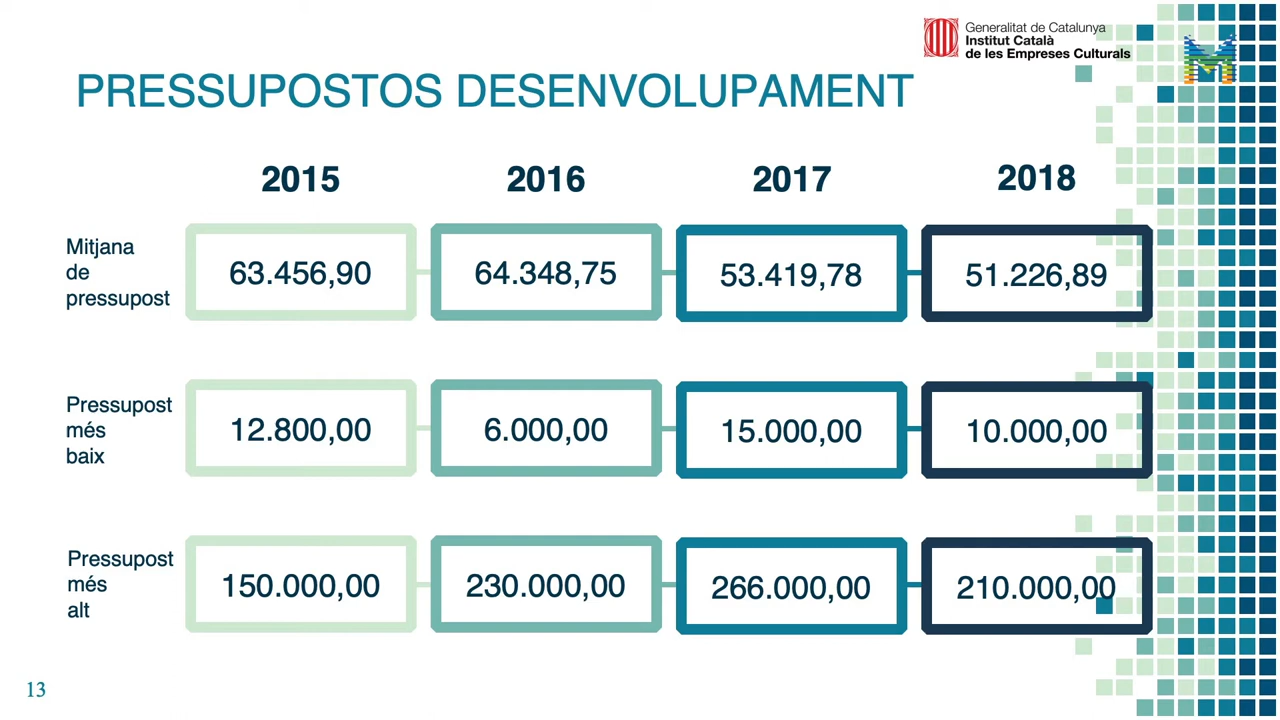 Generalitat de Catalunya
Institut Català
de les Empreses Culturals
PRESSUPOSTOS DESENVOLUPAMENT
2015 2016 2017 2018
Mitjana
de
pressupost
63.456,90 64.348,75 53.419,78 51.226,89
Pressupost
més
baix
12.800,00 6.000,00 15.000,00 10.000,00
Pressupost
més
alt
150.000,00 230.000,00 266.000,00 210.000,00
13